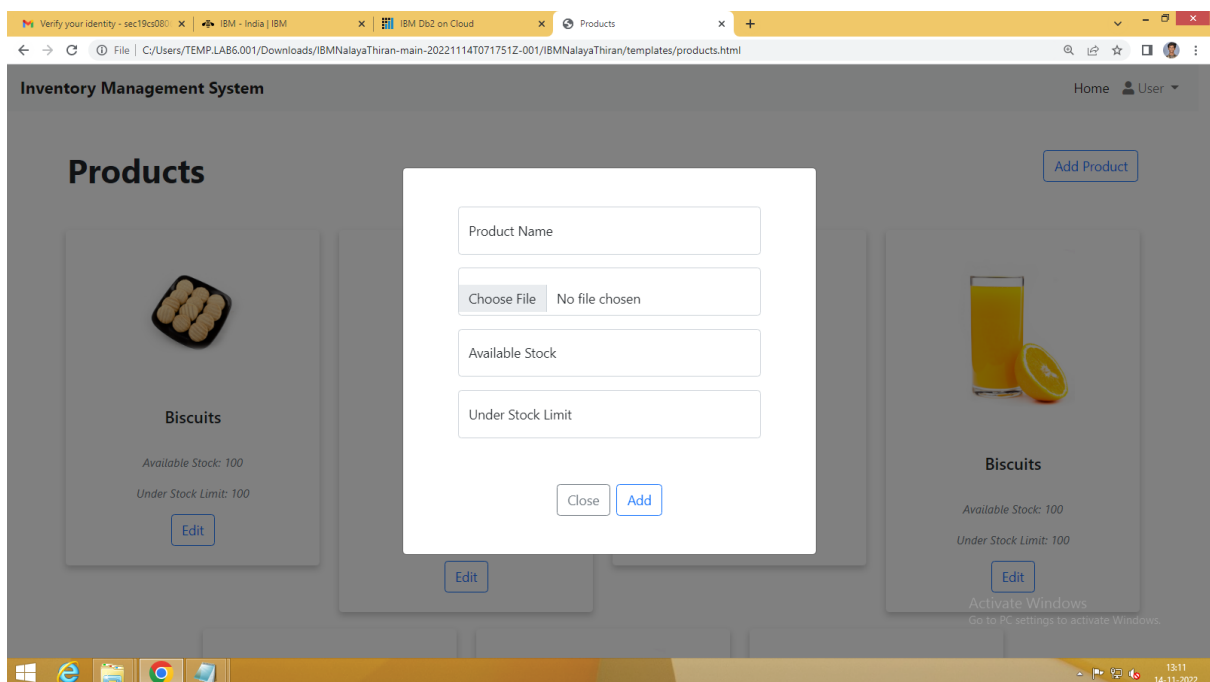 Verify your identity - sec19cs080
IBM - India | IBM
IBM Db2 on Cloud
Products
File | C:/Users/TEMP.LAB6.001/Downloads/IBMNalayaThiran-main-20221114T071751Z-001/IBMNalayaThiran/templates/products.html
Inventory Management System
Home
User
Products
Add Product
Product Name
Choose File No file chosen
Available Stock
Under Stock Limit
Close
Add
Biscuits
Available Stock: 100
Under Stock Limit: 100
Edit
Edit
Biscuits
Available Stock: 100
Under Stock Limit: 100
Edit
Activate Windows
Go to PC settings to activate Windows.
13:11
14-11-2022